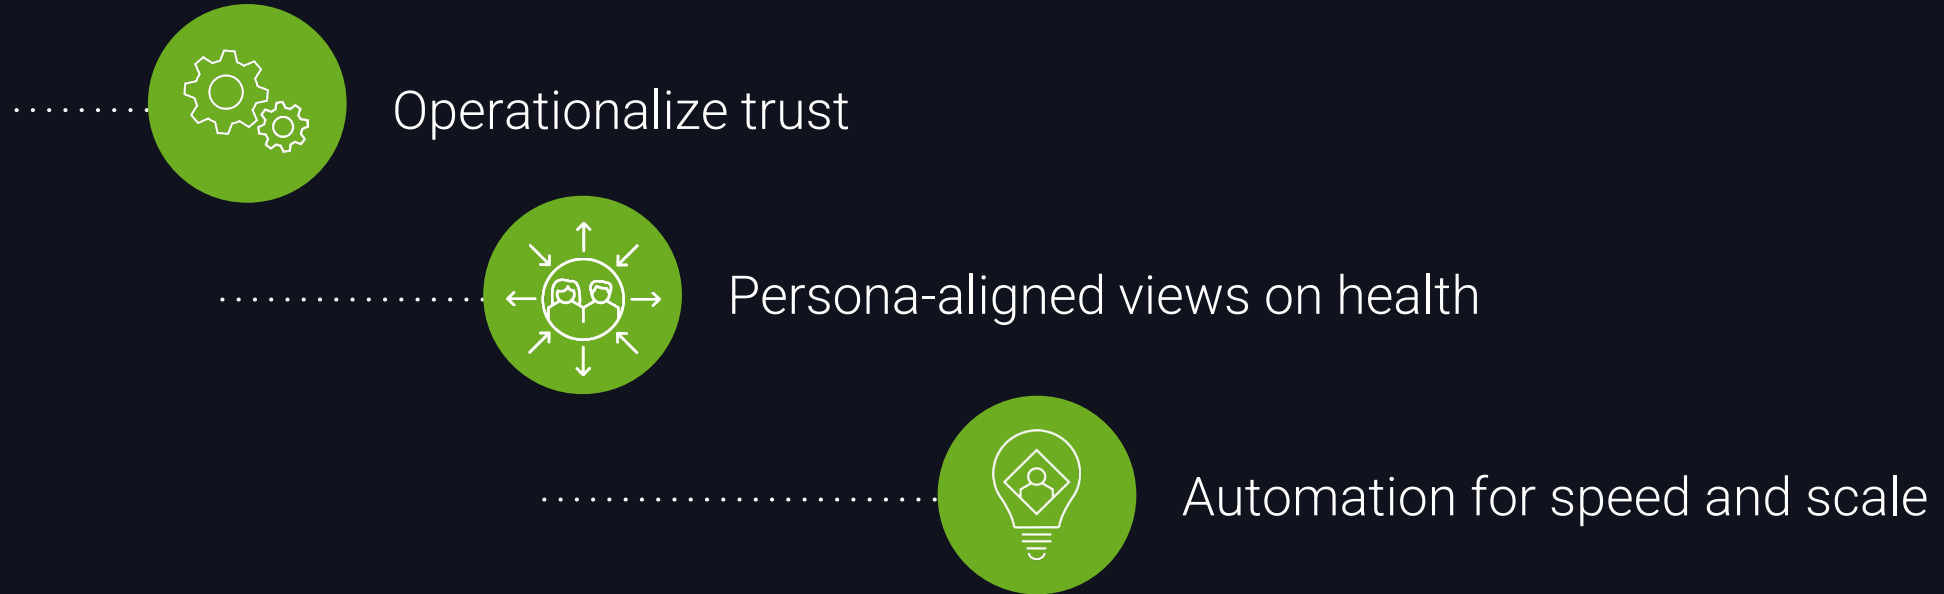 Operationalize trust
Persona-aligned views on health
Automation for speed and scale